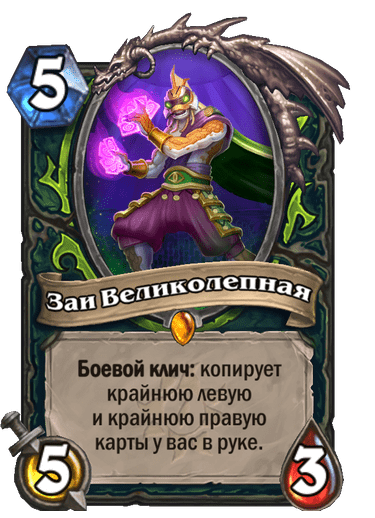 5
Заи Великолепная
Боевой клич: копирует
крайнюю левую
и крайнюю правую
карты у вас в руке.
5
3